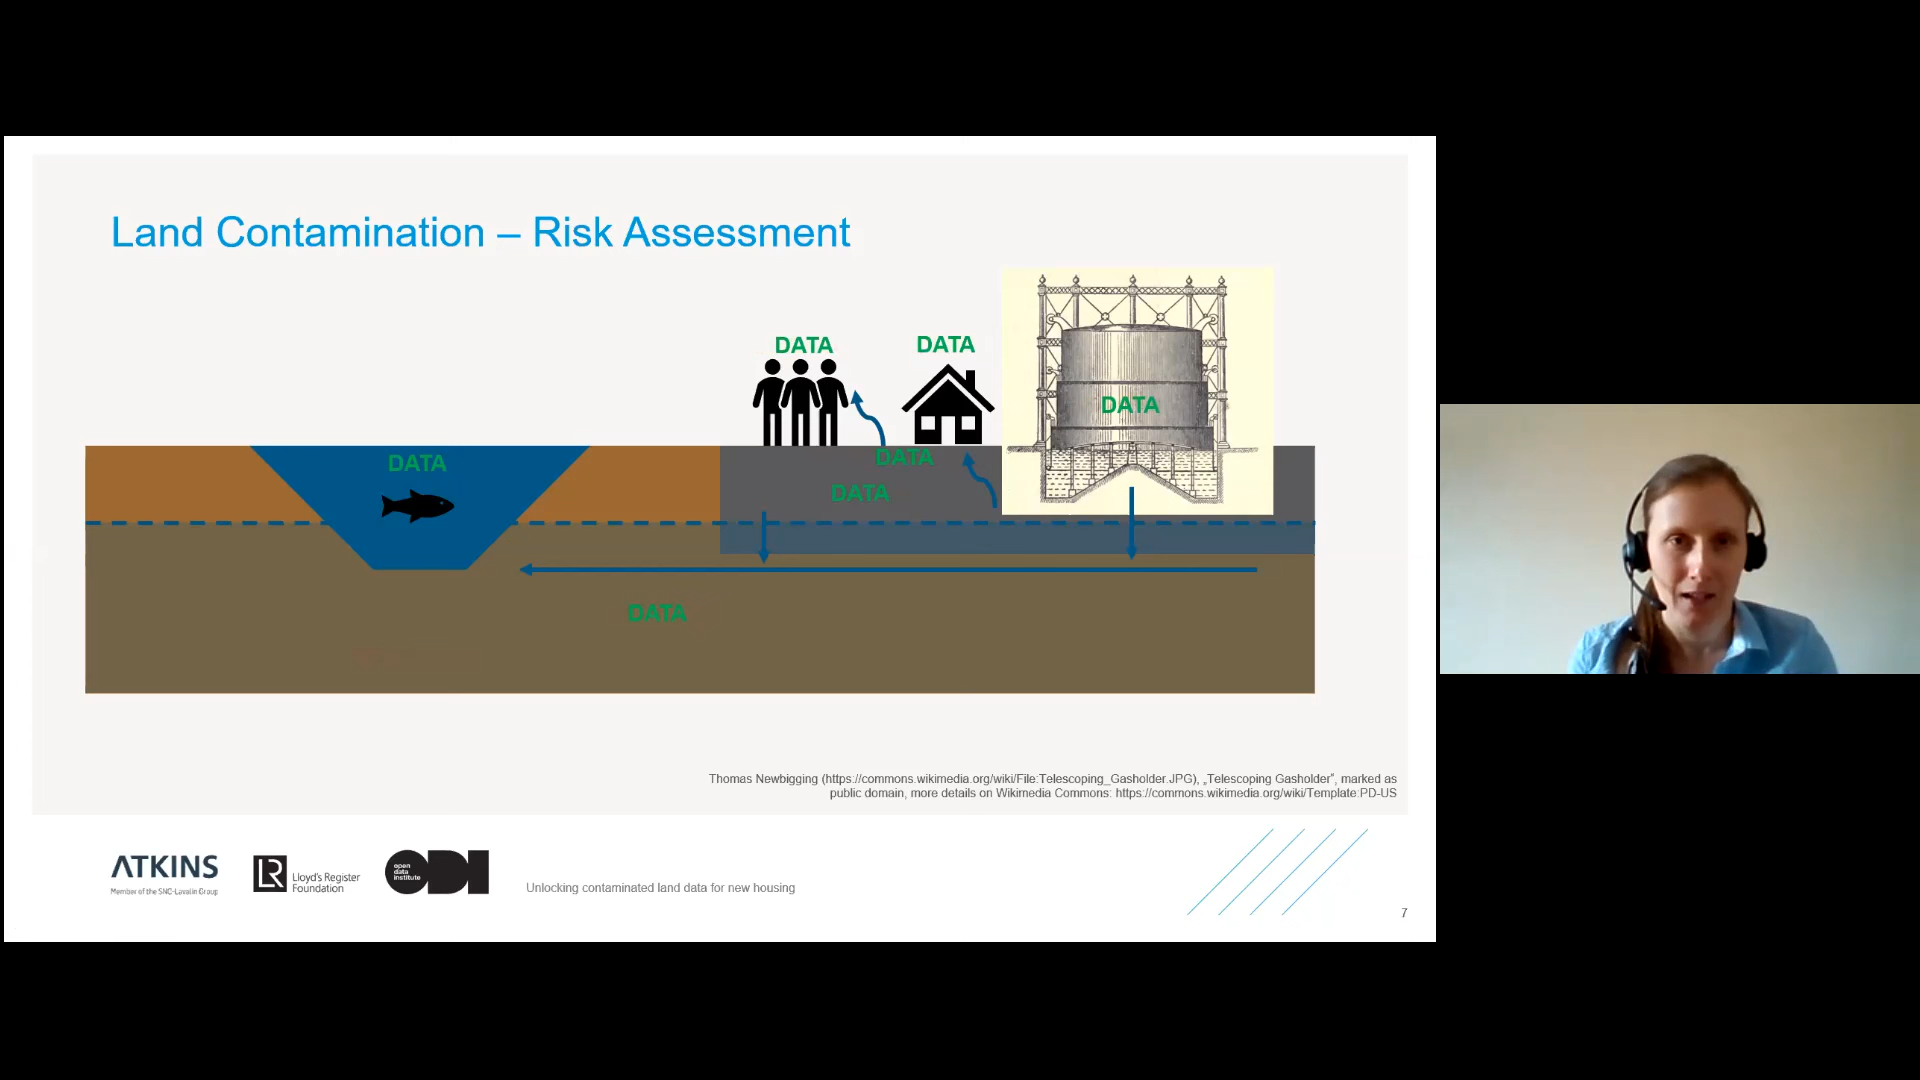 Land Contamination – Risk Assessment
DATA
DATA
DATA
DATA
DATA
DATA
DATA
Thomas Newbigging (https://commons.wikimedia.org/wiki/File:Telescoping_Gasholder.JPG), „Telescoping Gasholder", marked as
public domain, more details on Wikimedia Commons: https://commons.wikimedia.org/wiki/Template:PD-US
ATKINS
Member of the SNC-Lavalin Group
LR
Lloyd's Register
Foundation
open
data
institute
ODI
Unlocking contaminated land data for new housing
7